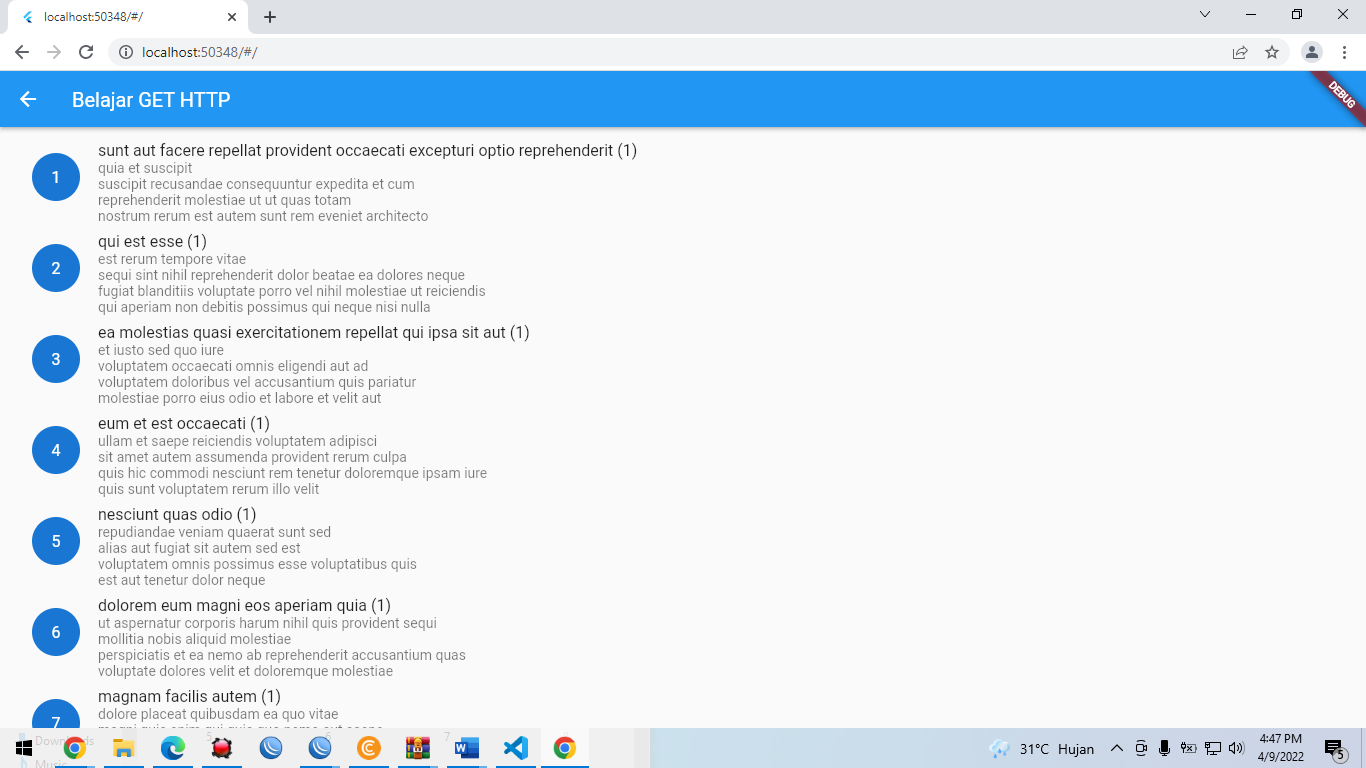 localhost:50348/#/
localhost:50348/#/
Belajar GET HTTP
DEBUG
1
sunt aut facere repellat provident occaecati excepturi optio reprehenderit (1)
quia et suscipit
suscipit recusandae consequuntur expedita et cum
reprehenderit molestiae ut ut quas totam
nostrum rerum est autem sunt rem eveniet architecto
2
qui est esse (1)
est rerum tempore vitae
sequi sint nihil reprehenderit dolor beatae ea dolores neque
fugiat blanditiis voluptate porro vel nihil molestiae ut reiciendis
qui aperiam non debitis possimus qui neque nisi nulla
3
ea molestias quasi exercitationem repellat qui ipsa sit aut (1)
et iusto sed quo iure
voluptatem occaecati omnis eligendi aut ad
voluptatem doloribus vel accusantium quis pariatur
molestiae porro eius odio et labore et velit aut
4
eum et est occaecati (1)
ullam et saepe reiciendis voluptatem adipisci
sit amet autem assumenda provident rerum culpa
quis hic commodi nesciunt rem tenetur doloremque ipsam iure
quis sunt voluptatem rerum illo velit
5
nesciunt quas odio (1)
repudiandae veniam quaerat sunt sed
alias aut fugiat sit autem sed est
voluptatem omnis possimus esse voluptatibus quis
est aut tenetur dolor neque
6
dolorem eum magni eos aperiam quia (1)
ut aspernatur corporis harum nihil quis provident sequi
mollitia nobis aliquid molestiae
perspiciatis et ea nemo ab reprehenderit accusantium quas
voluptate dolores velit et doloremque molestiae
7
magnam facilis autem (1)
dolore placeat quibusdam ea quo vitae
Downloads
5 6 7
Music
31°C Hujan
4:47 PM
4/9/2022
5